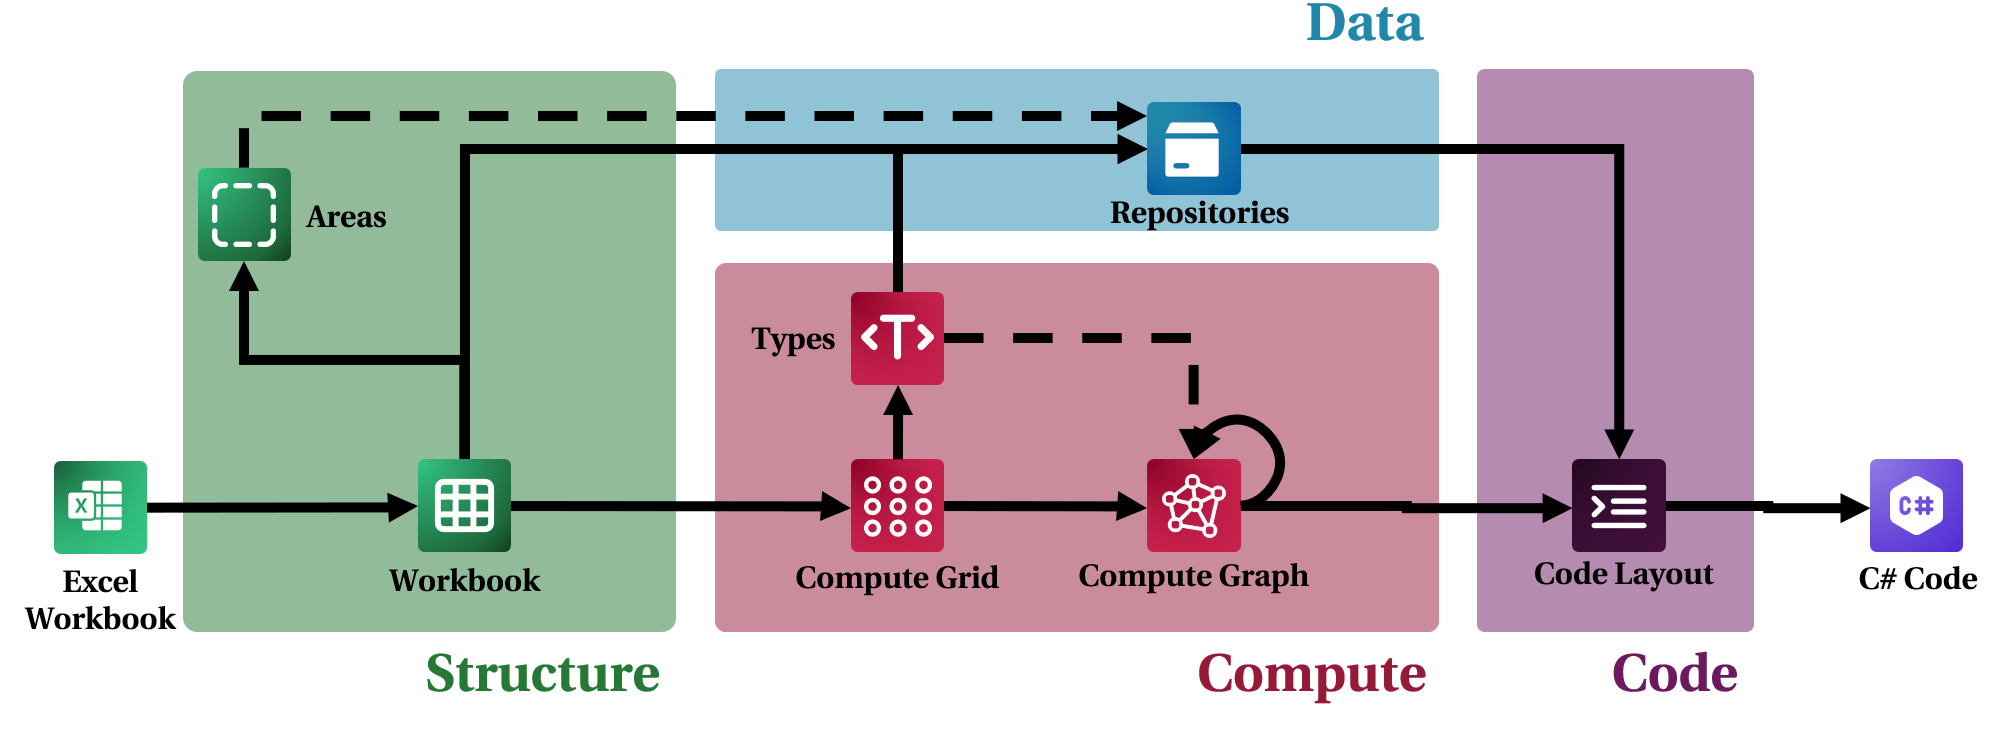 Data
Areas
Repositories
Types
<T>
X
C#
Excel
Workbook
Workbook
Compute Grid
Compute Graph
Code Layout
C# Code
Structure
Compute
Code